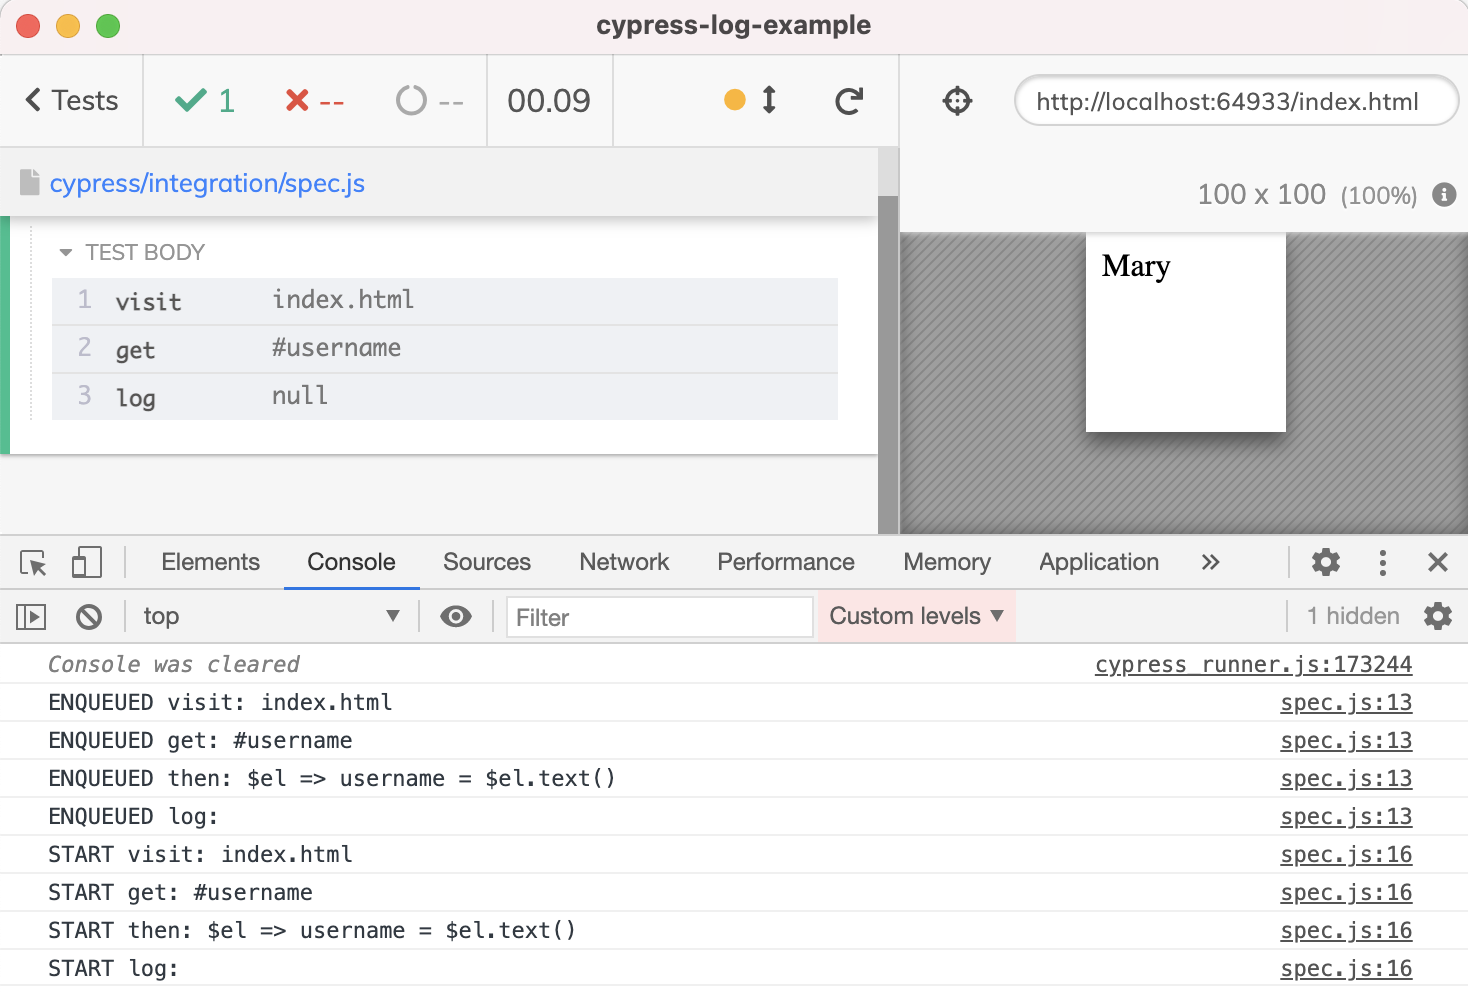 cypress-log-example
Tests 1 -- -- 00.09 http://localhost:64933/index.html
cypress/integration/spec.js
100 x 100 (100%)
TEST BODY
1 visit index.html
2 get #username
3 log null
Mary
Elements Console Sources Network Performance Memory Application
top Filter Custom levels 1 hidden
Console was cleared cypress_runner.js:173244
ENQUEUED visit: index.html spec.js:13
ENQUEUED get: #username spec.js:13
ENQUEUED then: $el => username = $el.text() spec.js:13
ENQUEUED log: spec.js:13
START visit: index.html spec.js:16
START get: #username spec.js:16
START then: $el => username = $el.text() spec.js:16
START log: spec.js:16